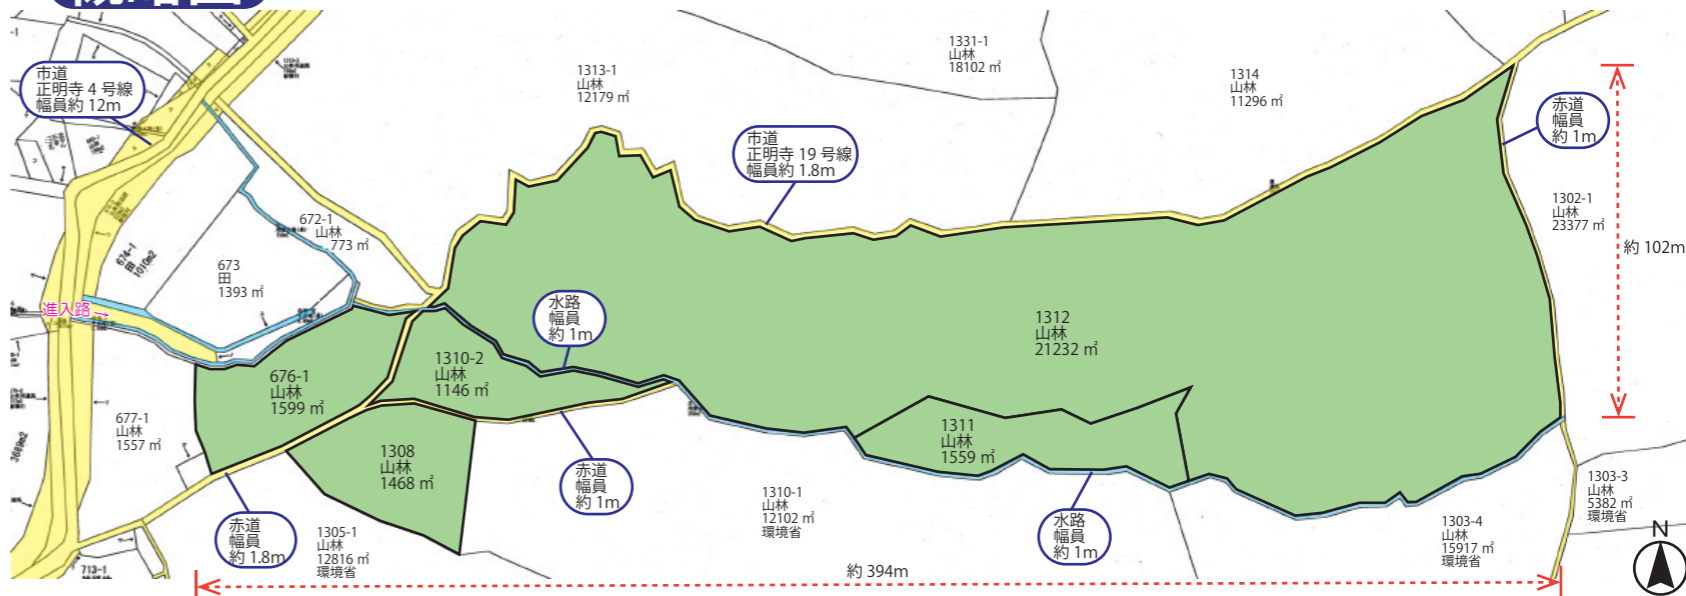 市道
正明寺 4 号線
幅員約 12m
1313-1
山林
12179 ㎡
1331-1
山林
18102 ㎡
1314
山林
11296 ㎡
赤道
幅員
約 1m
市道
正明寺 19 号線
幅員約 1.8m
672-1
山林
773 ㎡
1302-1
山林
23377 ㎡
約 102m
674-1
田
1010m2
673
田
1393 ㎡
進入路→
水路
幅員
約 1m
1312
山林
21232 ㎡
1310-2
山林
1146 ㎡
676-1
山林
1599 ㎡
677-1
山林
1557 ㎡
3689m2
1311
山林
1559 ㎡
1308
山林
1468 ㎡
赤道
幅員
約 1m
1310-1
山林
12102 ㎡
環境省
1303-3
山林
5382 ㎡
環境省
水路
幅員
約 1m
1303-4
山林
15917 ㎡
環境省
赤道
幅員
約 1.8m
1305-1
山林
12816 ㎡
環境省
N
713-1
約 394m